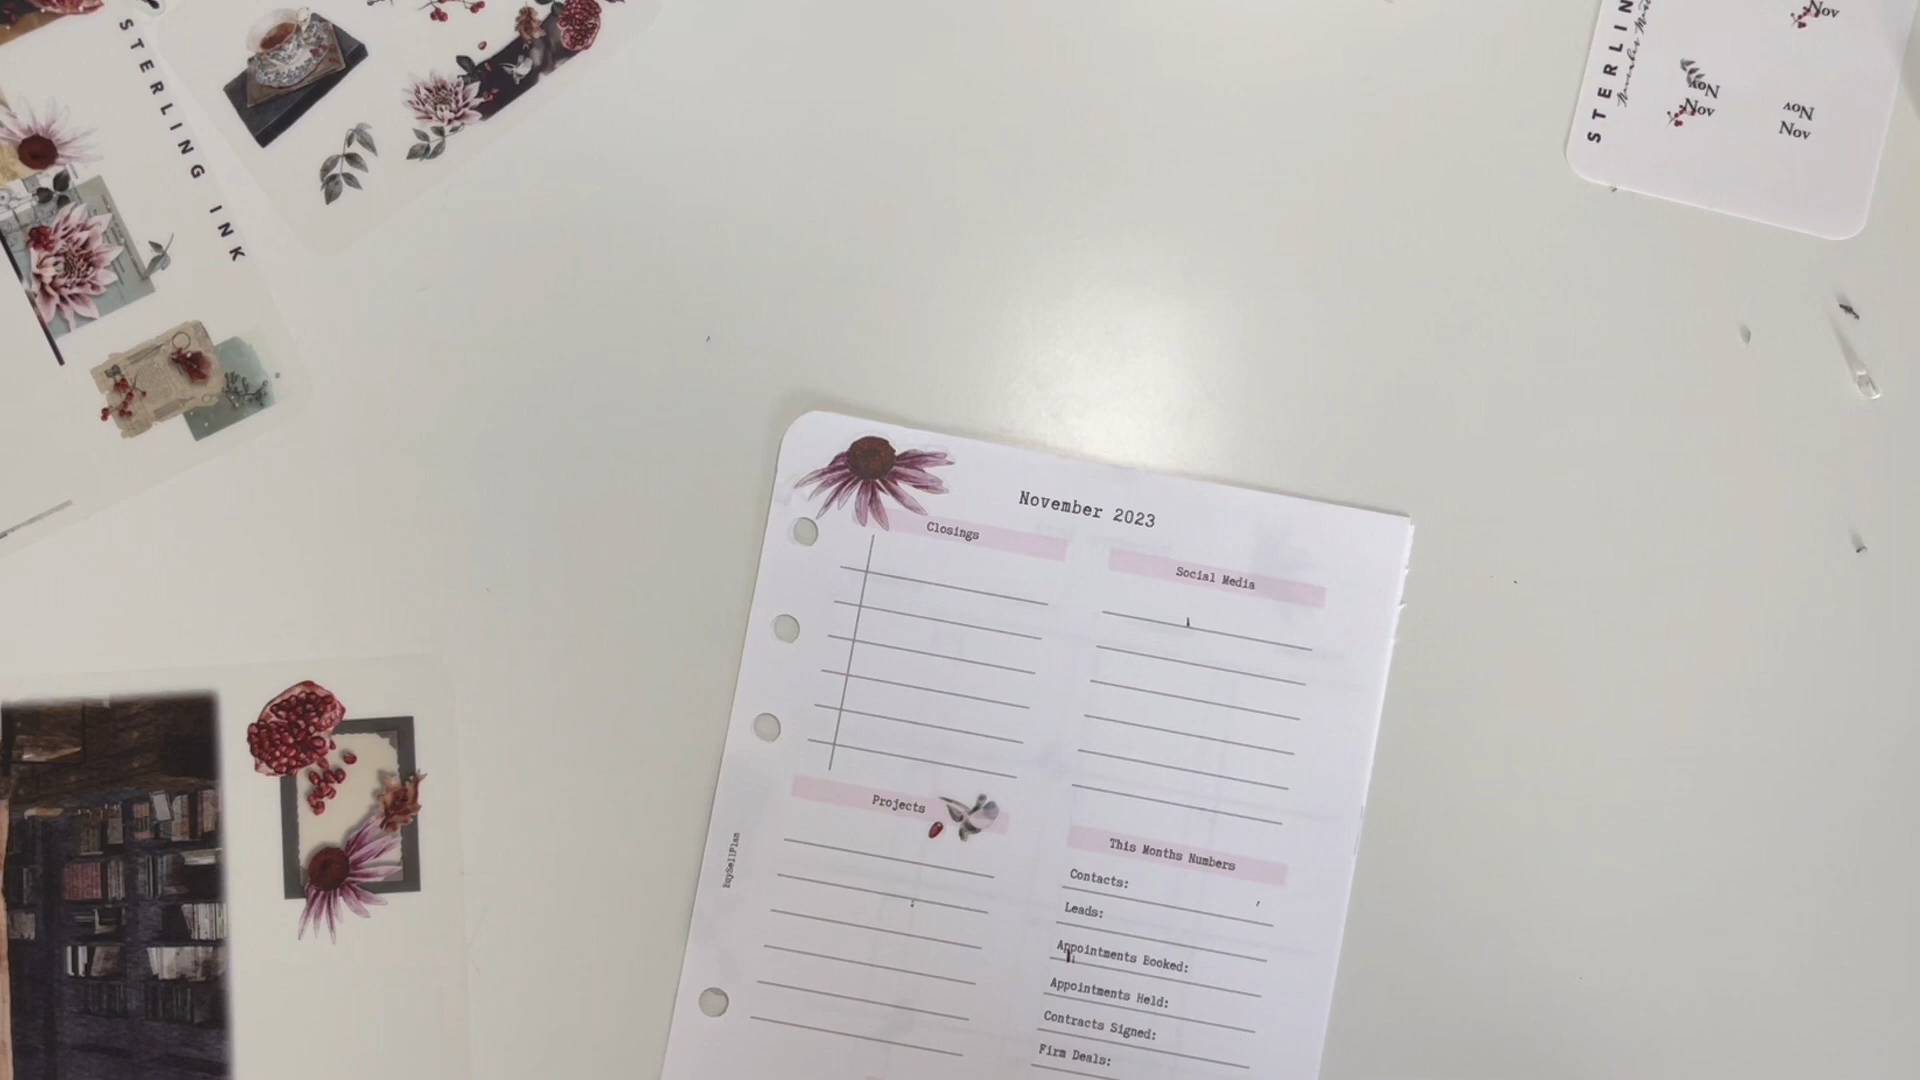 STERLING INK
STERLIN
Nov
Nov
Nov
Nov
Nov
November 2023
Closings
Social Media
Projects
This Months Numbers
Contacts:
Leads:
Appointments Booked:
Appointments Held:
Contracts Signed:
Firm Deals:
BuySellPlan